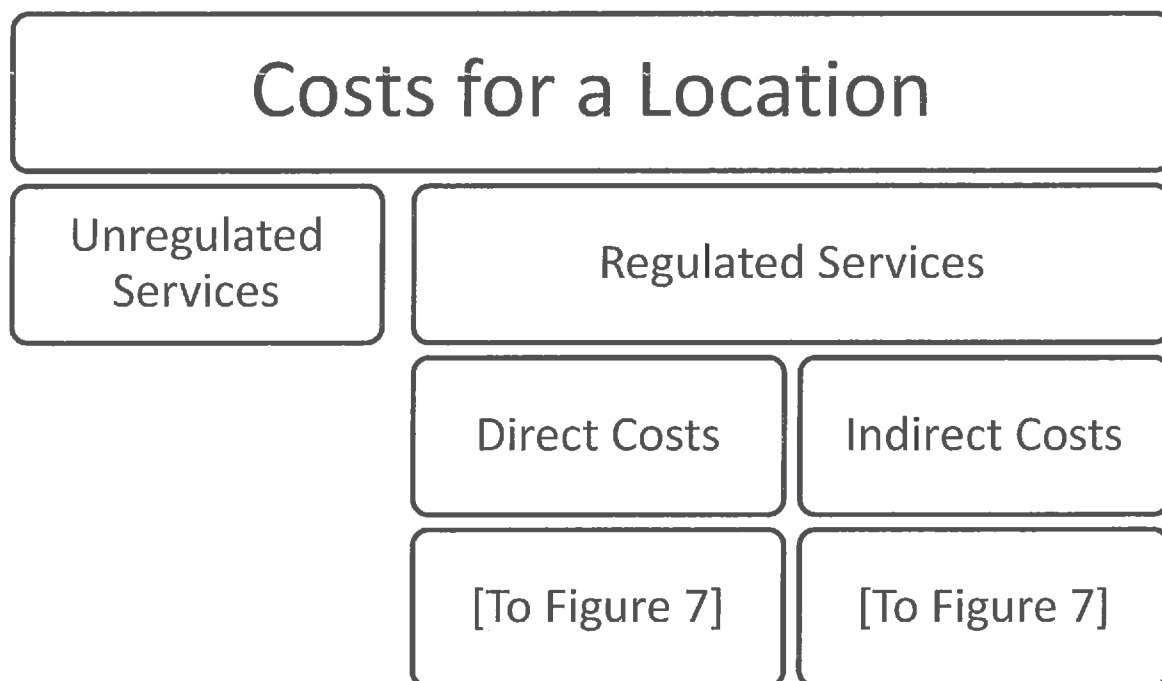 Costs for a Location
Unregulated
Services
Regulated Services
Direct Costs
Indirect Costs
[To Figure 7]
[To Figure 7]